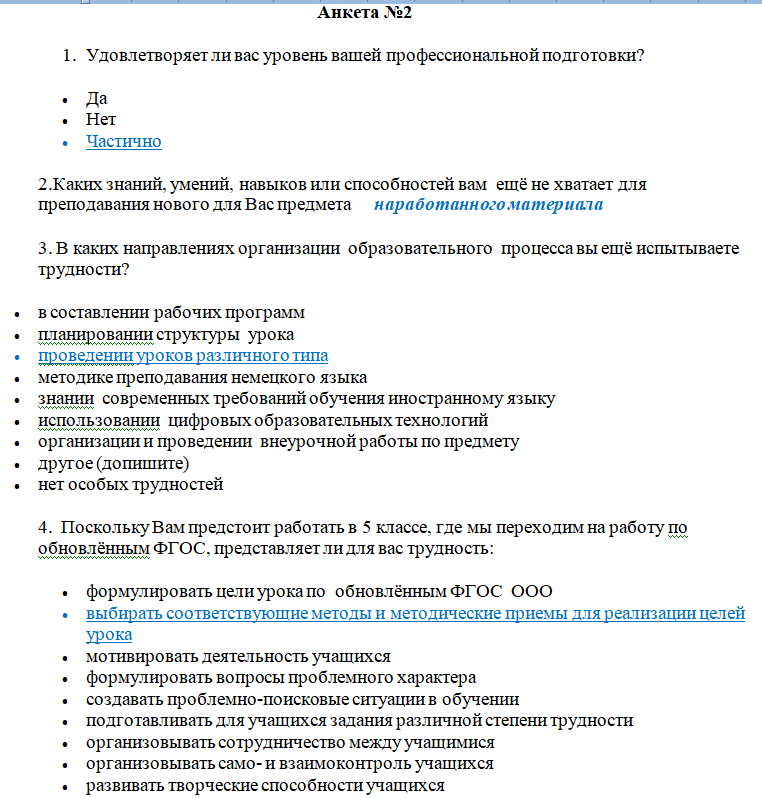 Анкета №2
1. Удовлетворяет ли вас уровень вашей профессиональной подготовки?
• Да
• Нет
• Частично
2.Каких знаний, умений, навыков или способностей вам ещё не хватает для
преподавания нового для Вас предмета наработанного материала
3. В каких направлениях организации образовательного процесса вы ещё испытываете
трудности?
• в составлении рабочих программ
• планировании структуры урока
• проведении уроков различного типа
• методике преподавания немецкого языка
• знании современных требований обучения иностранному языку
• использовании цифровых образовательных технологий
• организации и проведении внеурочной работы по предмету
• другое (допишите)
• нет особых трудностей
4. Поскольку Вам предстоит работать в 5 классе, где мы переходим на работу по
обновлённым ФГОС, представляет ли для вас трудность:
• формулировать цели урока по обновлённым ФГОС ООО
• выбирать соответствующие методы и методические приемы для реализации целей
урока
• мотивировать деятельность учащихся
• формулировать вопросы проблемного характера
• создавать проблемно-поисковые ситуации в обучении
• подготавливать для учащихся задания различной степени трудности
• организовывать сотрудничество между учащимися
• организовывать само- и взаимоконтроль учащихся
• развивать творческие способности учащихся